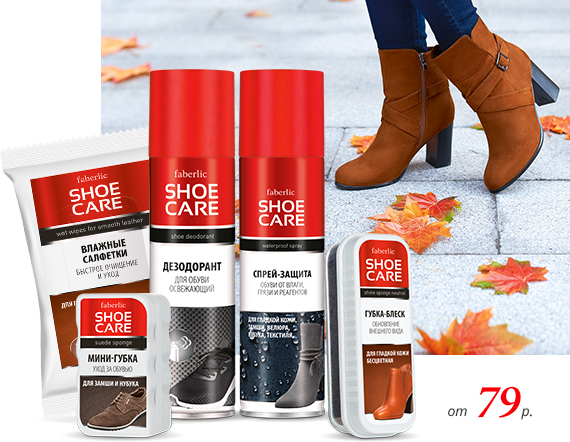 faberlic
SHOE
CARE
wet wipes for smooth leather
ВЛАЖНЫЕ
САЛФЕТКИ
БЫСТРОЕ ОЧИЩЕНИЕ
И УХОД
faberlic
SHOE
CARE
suede sponge
МИНИ-ГУБКА
УХОД ЗА ОБУВЬЮ
ДЛЯ ЗАМШИ И НУБУКА
faberlic
SHOE
CARE
shoe deodorant
ДЕЗОДОРАНТ
ДЛЯ ОБУВИ
ОСВЕЖАЮЩИЙ
faberlic
SHOE
CARE
waterproof spray
СПРЕЙ-ЗАЩИТА
ОБУВИ ОТ ВЛАГИ,
ГРЯЗИ И РЕАГЕНТОВ
ДЛЯ ГЛАДКОЙ КОЖИ,
ЗАМШИ, ВЕЛЮРА,
НУБУКА, ТЕКСТИЛЯ
faberlic
SHOE
CARE
shine sponge neutral
ГУБКА-БЛЕСК
ОБНОВЛЕНИЕ
ВНЕШНЕГО ВИДА
ДЛЯ ГЛАДКОЙ КОЖИ
БЕСЦВЕТНАЯ
от 79р.